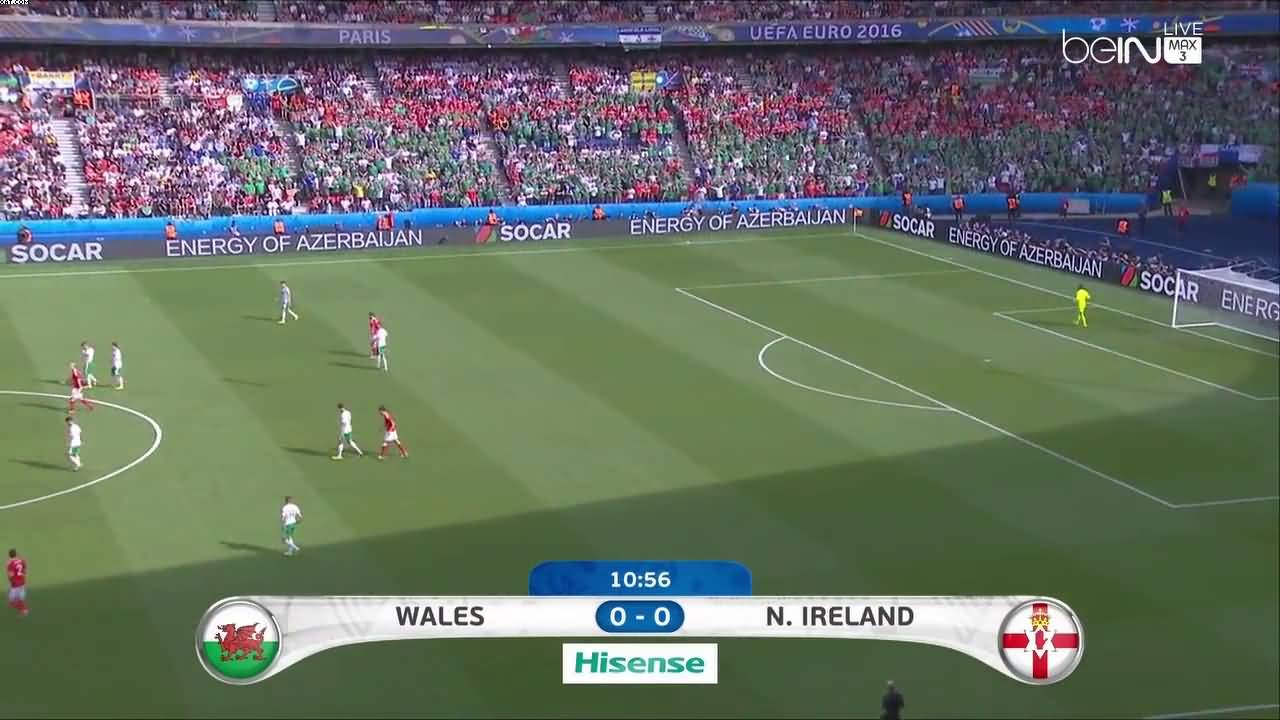 PARIS
UEFA EURO 2016
LIVE
beIN MAX
3
SOCAR ENERGY OF AZERBAIJAN SOCAR ENERGY OF AZERBAIJAN SOCAR ENERGY OF AZERBAIJAN SOCAR ENERG
2
10:56
WALES 0 - 0 N. IRELAND
Hisense